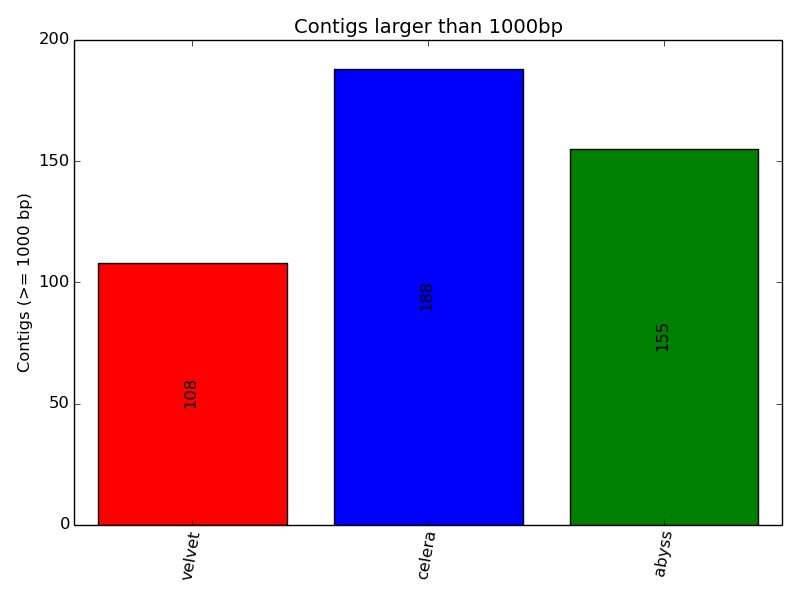 Contigs larger than 1000bp
Contigs (>= 1000 bp)
200
150
100
50
0
108
188
155
velvet
celera
abyss